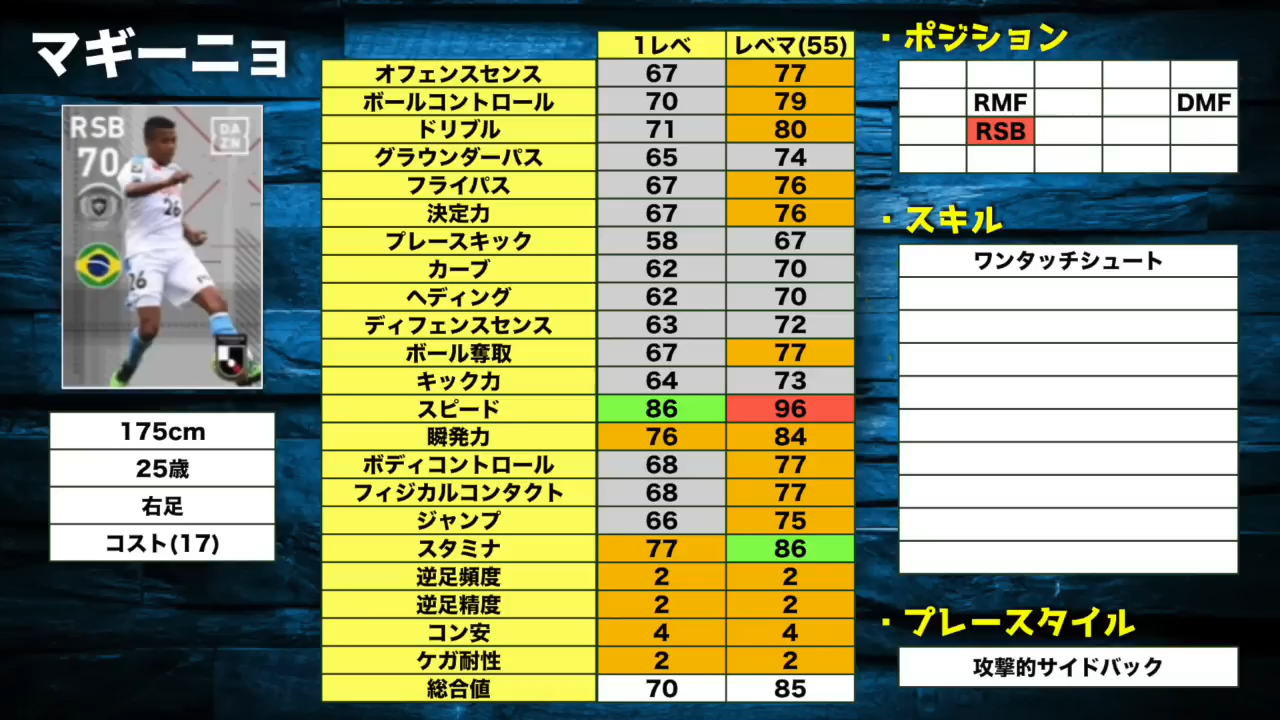 マギーニョ
RSB
70
DA
ZN
26
26
175cm
25歳
右足
コスト(17)
1レベ レベマ(55)
オフェンスセンス 67 77
ボールコントロール 70 79
ドリブル 71 80
グラウンダーパス 65 74
フライパス 67 76
決定力 67 76
プレースキック 58 67
カーブ 62 70
ヘディング 62 70
ディフェンスセンス 63 72
ボール奪取 67 77
キック力 64 73
スピード 86 96
瞬発力 76 84
ボディコントロール 68 77
フィジカルコンタクト 68 77
ジャンプ 66 75
スタミナ 77 86
逆足頻度 2 2
逆足精度 2 2
コン安 4 4
ケガ耐性 2 2
総合値 70 85
・ポジション
RMF DMF
RSB
・スキル
ワンタッチシュート
・プレースタイル
攻撃的サイドバック